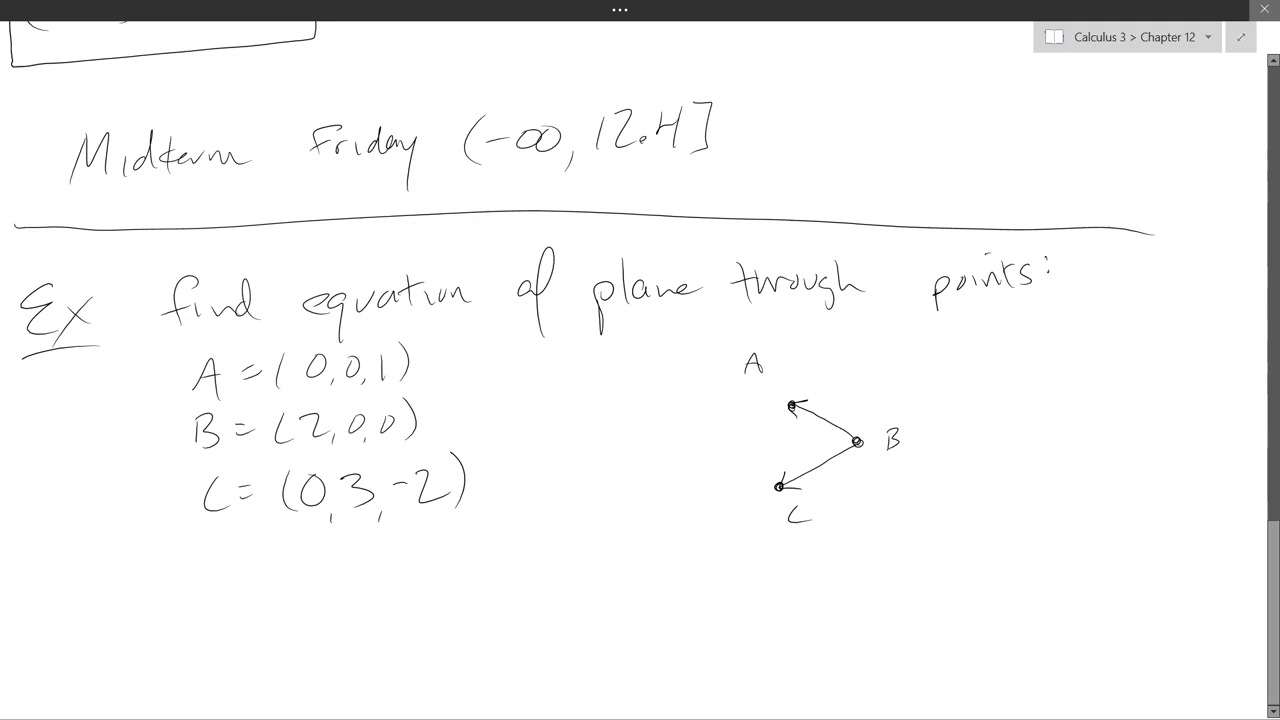 Calculus 3 > Chapter 12
Midterm Friday (-∞, 12.4]
Ex find equation of plane through points:
A = (0,0,1)
B = (2,0,0)
C = (0,3,-2)
A
B
C